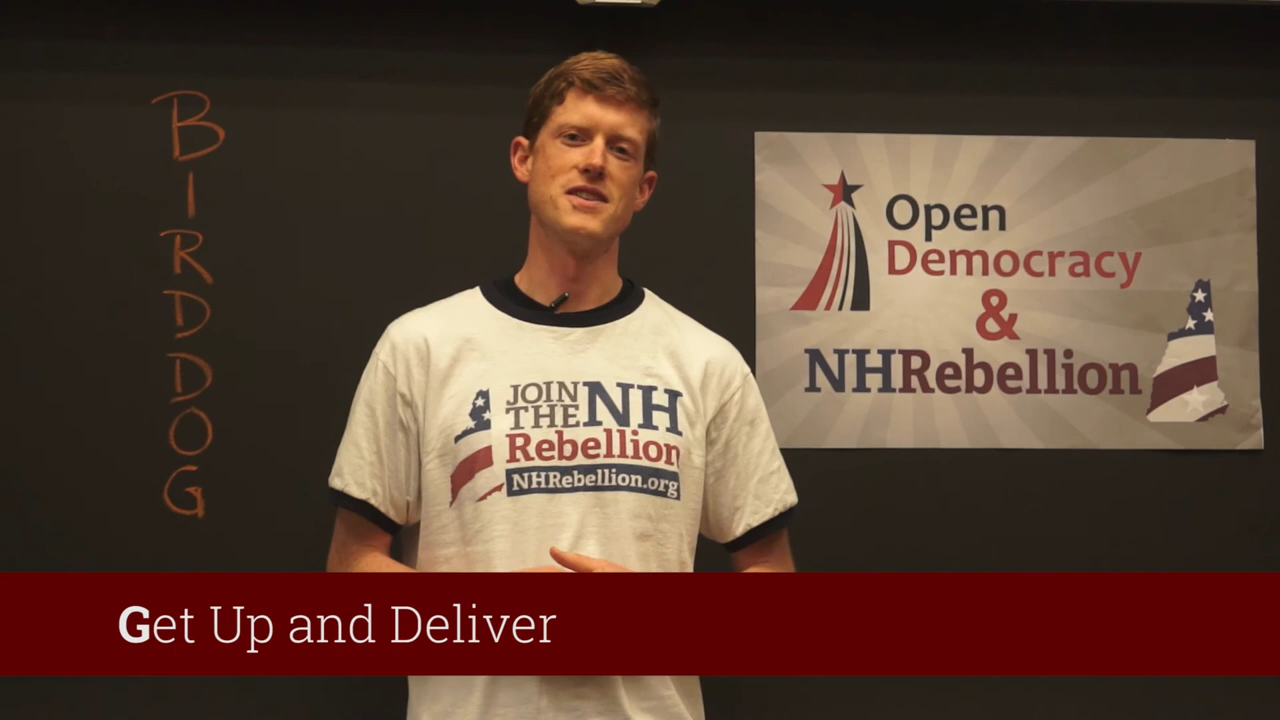 B
I
R
D
D
O
G
Open
Democracy
&
NHRebellion
JOIN
THE NH
Rebellion
NHRebellion.org
Get Up and Deliver